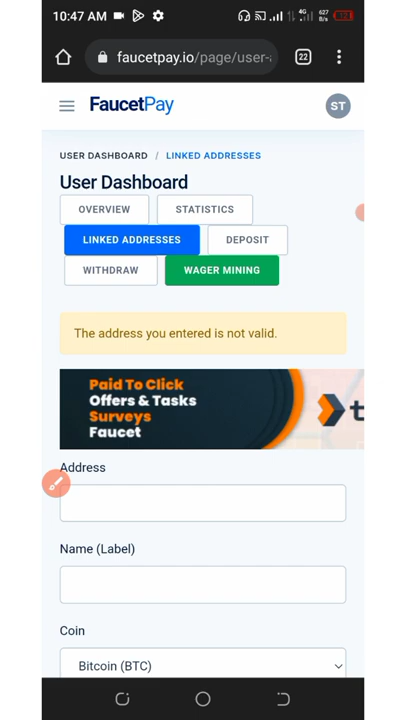 10:47 AM
4G
627
B/s
faucetpay.io/page/user-
22
FaucetPay
ST
USER DASHBOARD / LINKED ADDRESSES
User Dashboard
OVERVIEW
STATISTICS
LINKED ADDRESSES
DEPOSIT
WITHDRAW
WAGER MINING
The address you entered is not valid.
Paid To Click
Offers & Tasks
Surveys
Faucet
t
Address
Name (Label)
Coin
Bitcoin (BTC)